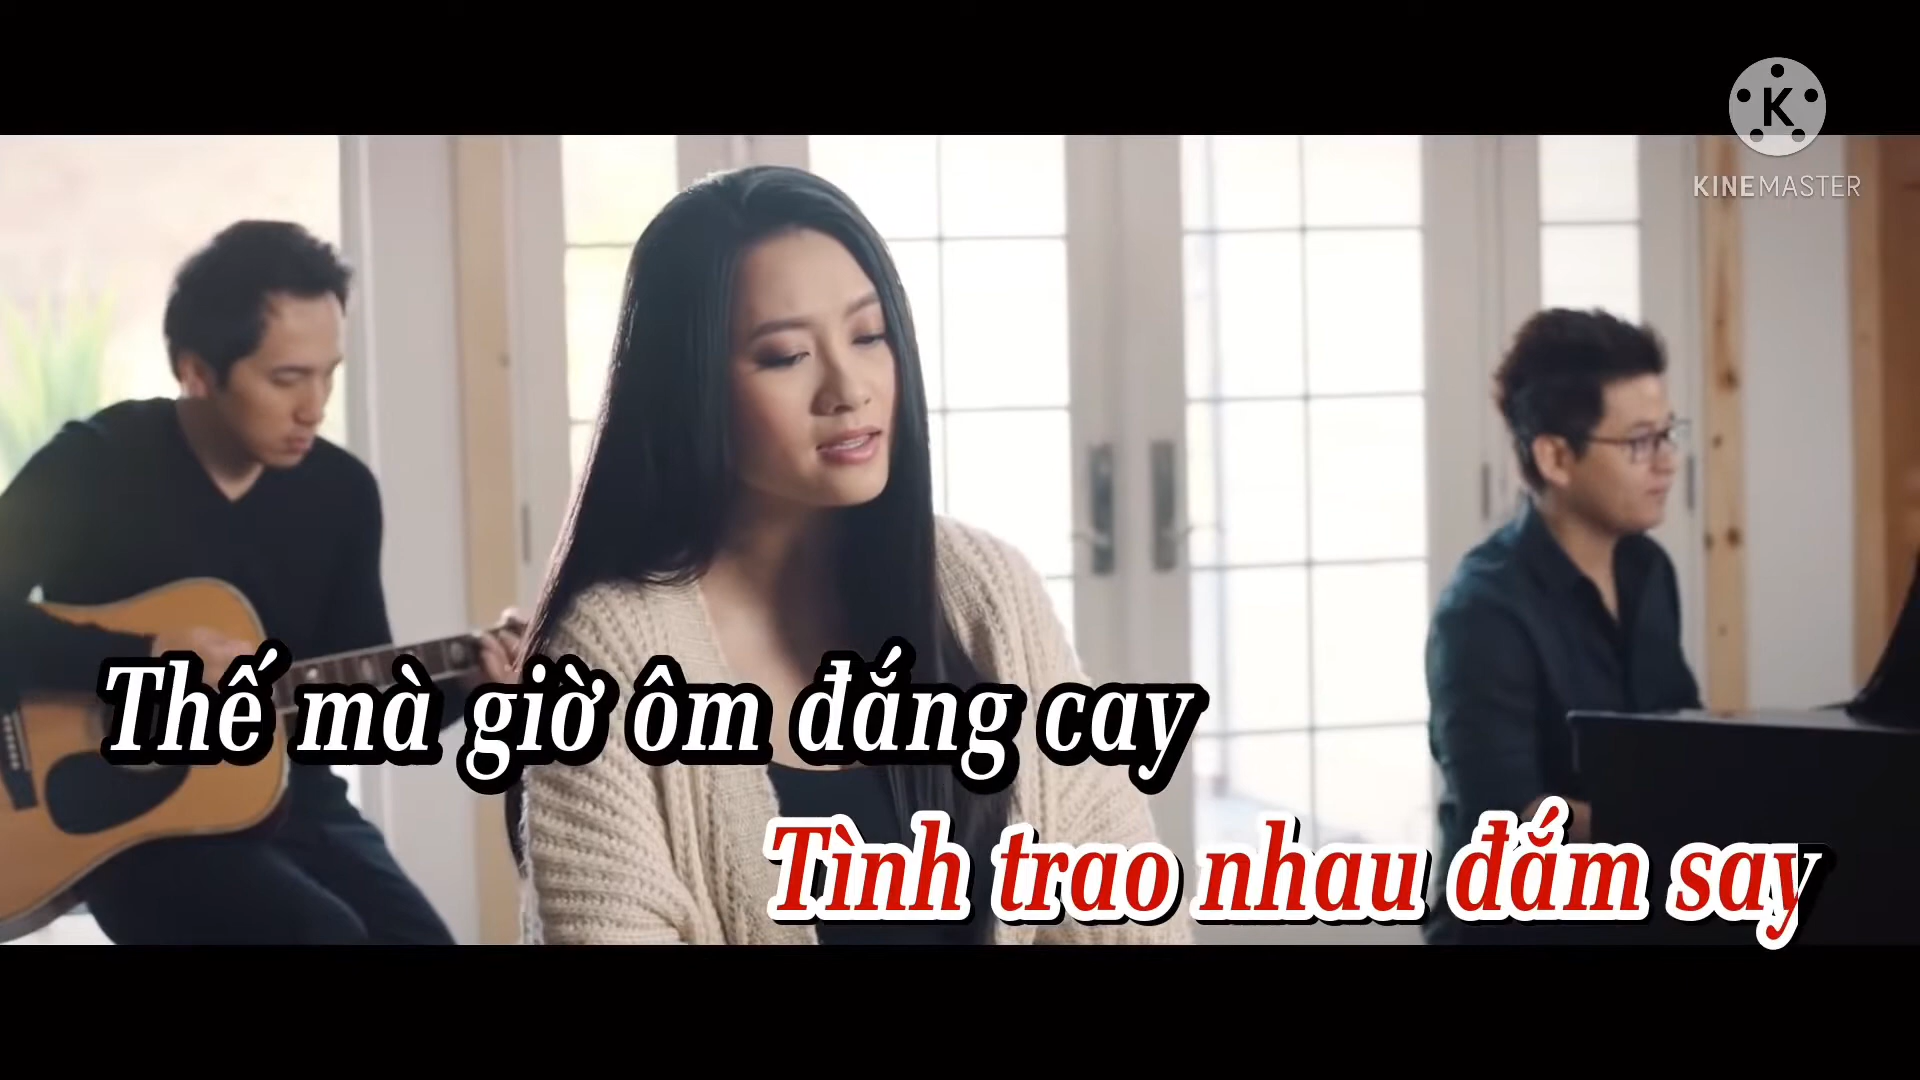 K
KINEMASTER
Thế mà giờ ôm đắng cay
Tình trao nhau đắm say